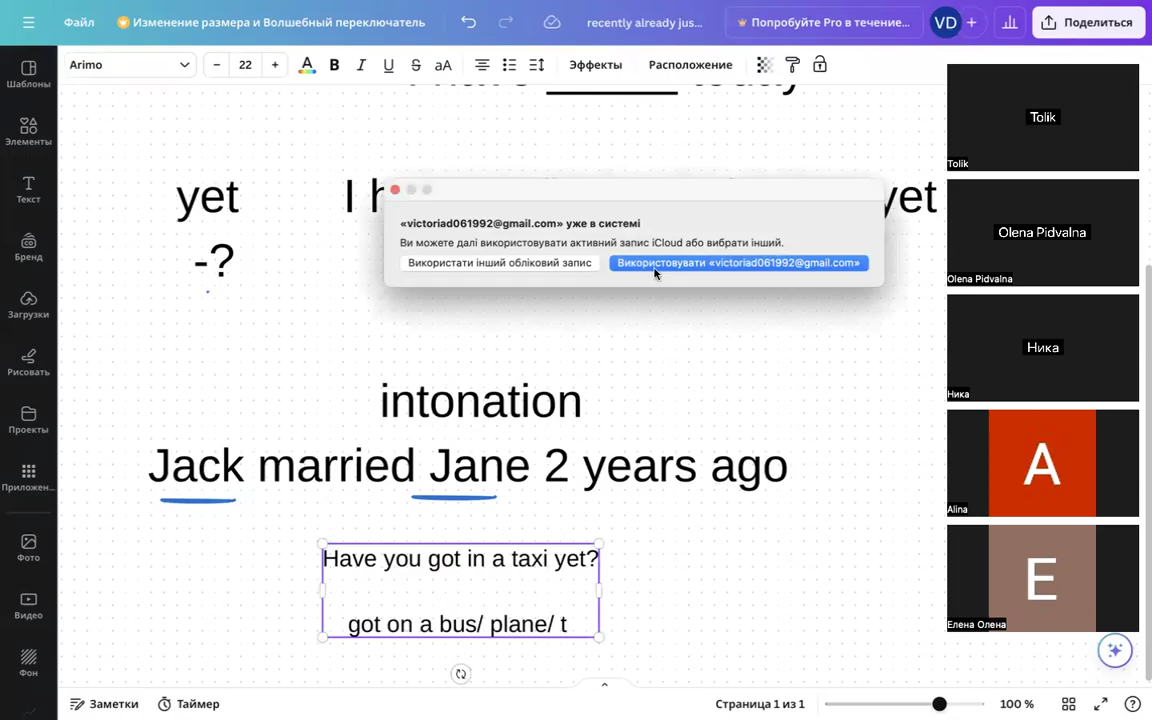 Файл
Изменение размера и Волшебный переключатель
recently already jus...
Попробуйте Pro в течение...
VD
Поделиться
Arimo
22
A
B
I
U
S
aA
Эффекты
Расположение
Шаблоны
Элементы
Текст
Бренд
Загрузки
Рисовать
Проекты
Приложен...
Фото
Видео
Фон
today
yet
I h
yet
-?
«victoriad061992@gmail.com» уже в системі
Ви можете далі використовувати активний запис iCloud або вибрати інший.
Використати інший обліковий запис
Використовувати «victoriad061992@gmail.com»
intonation
Jack married Jane 2 years ago
Have you got in a taxi yet?
got on a bus/ plane/ t
Tolik
Tolik
Olena Pidvalna
Olena Pidvalna
Ника
Ника
A
Alina
E
Елена Олена
Заметки
Таймер
Страница 1 из 1
100 %